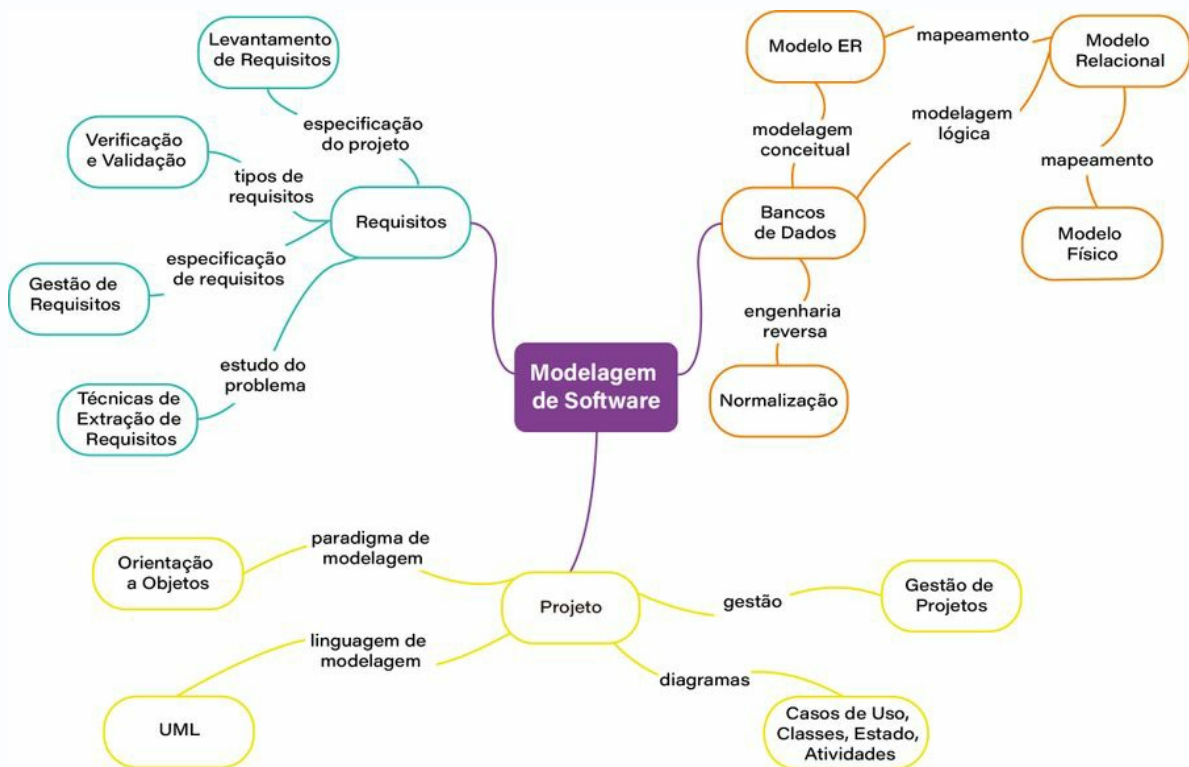 Levantamento
de Requisitos
especificação
do projeto
Verificação
e Validação
tipos de
requisitos
Requisitos
especificação
de requisitos
Gestão de
Requisitos
estudo do
problema
Técnicas de
Extração de
Requisitos
Modelo ER
mapeamento
Modelo
Relacional
modelagem
conceitual
modelagem
lógica
mapeamento
Bancos
de Dados
Modelo
Físico
engenharia
reversa
Normalização
Modelagem
de Software
paradigma de
modelagem
Orientação
a Objetos
Projeto
gestão
Gestão de
Projetos
linguagem de
modelagem
UML
diagramas
Casos de Uso,
Classes, Estado,
Atividades